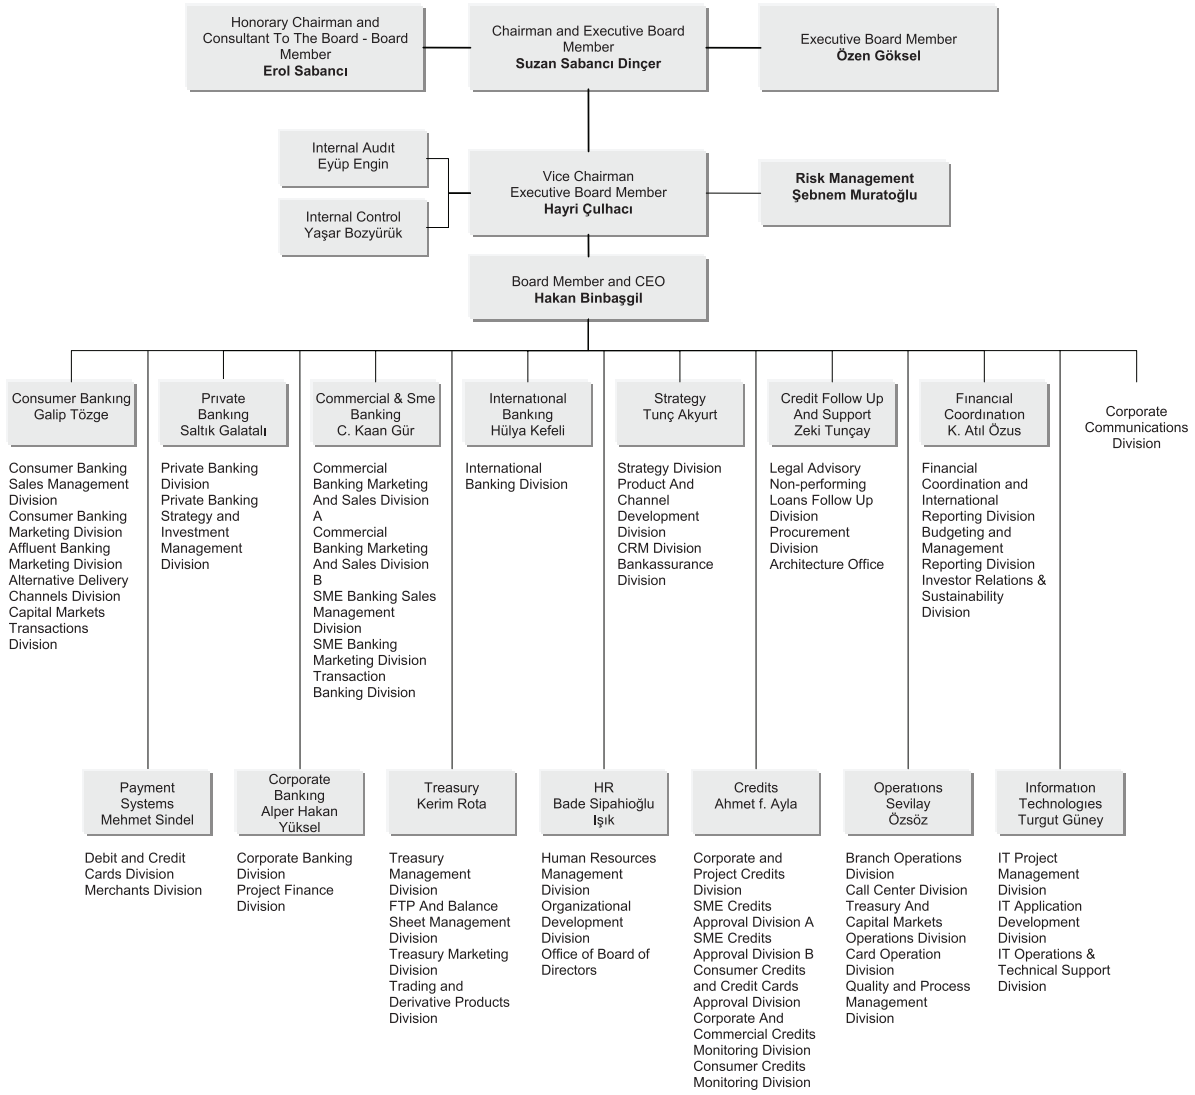 Honorary Chairman and
Consultant To The Board - Board
Member
Erol Sabancı
Chairman and Executive Board
Member
Suzan Sabancı Dinçer
Executive Board Member
Özen Göksel
Internal Audıt
Eyüp Engin
Internal Control
Yaşar Bozyürük
Vice Chairman
Executive Board Member
Hayri Çulhacı
Risk Management
Şebnem Muratoğlu
Board Member and CEO
Hakan Binbaşgil
Consumer Bankıng
Galip Tözge
Prıvate
Bankıng
Saltık Galatalı
Commercial & Sme
Banking
C. Kaan Gür
Internatıonal
Bankıng
Hülya Kefeli
Strategy
Tunç Akyurt
Credit Follow Up
And Support
Zeki Tunçay
Fınancıal
Coordınatıon
K. Atıl Özus
Corporate
Communications
Division
Consumer Banking
Sales Management
Division
Consumer Banking
Marketing Division
Affluent Banking
Marketing Division
Alternative Delivery
Channels Division
Capital Markets
Transactions
Division
Private Banking
Division
Private Banking
Strategy and
Investment
Management
Division
Commercial
Banking Marketing
And Sales Division
A
Commercial
Banking Marketing
And Sales Division
B
SME Banking Sales
Management
Division
SME Banking
Marketing Division
Transaction
Banking Division
International
Banking Division
Strategy Division
Product And
Channel
Development
Division
CRM Division
Bankassurance
Division
Legal Advisory
Non-performing
Loans Follow Up
Division
Procurement
Division
Architecture Office
Financial
Coordination and
International
Reporting Division
Budgeting and
Management
Reporting Division
Investor Relations &
Sustainability
Division
Payment
Systems
Mehmet Sindel
Corporate
Bankıng
Alper Hakan
Yüksel
Treasury
Kerim Rota
HR
Bade Sipahioğlu
Işık
Credits
Ahmet f. Ayla
Operatıons
Sevilay
Özsöz
Informatıon
Technologıes
Turgut Güney
Debit and Credit
Cards Division
Merchants Division
Corporate Banking
Division
Project Finance
Division
Treasury
Management
Division
FTP And Balance
Sheet Management
Division
Treasury Marketing
Division
Trading and
Derivative Products
Division
Human Resources
Management
Division
Organizational
Development
Division
Office of Board of
Directors
Corporate and
Project Credits
Division
SME Credits
Approval Division A
SME Credits
Approval Division B
Consumer Credits
and Credit Cards
Approval Division
Corporate And
Commercial Credits
Monitoring Division
Consumer Credits
Monitoring Division
Branch Operations
Division
Call Center Division
Treasury And
Capital Markets
Operations Division
Card Operation
Division
Quality and Process
Management
Division
IT Project
Management
Division
IT Application
Development
Division
IT Operations &
Technical Support
Division